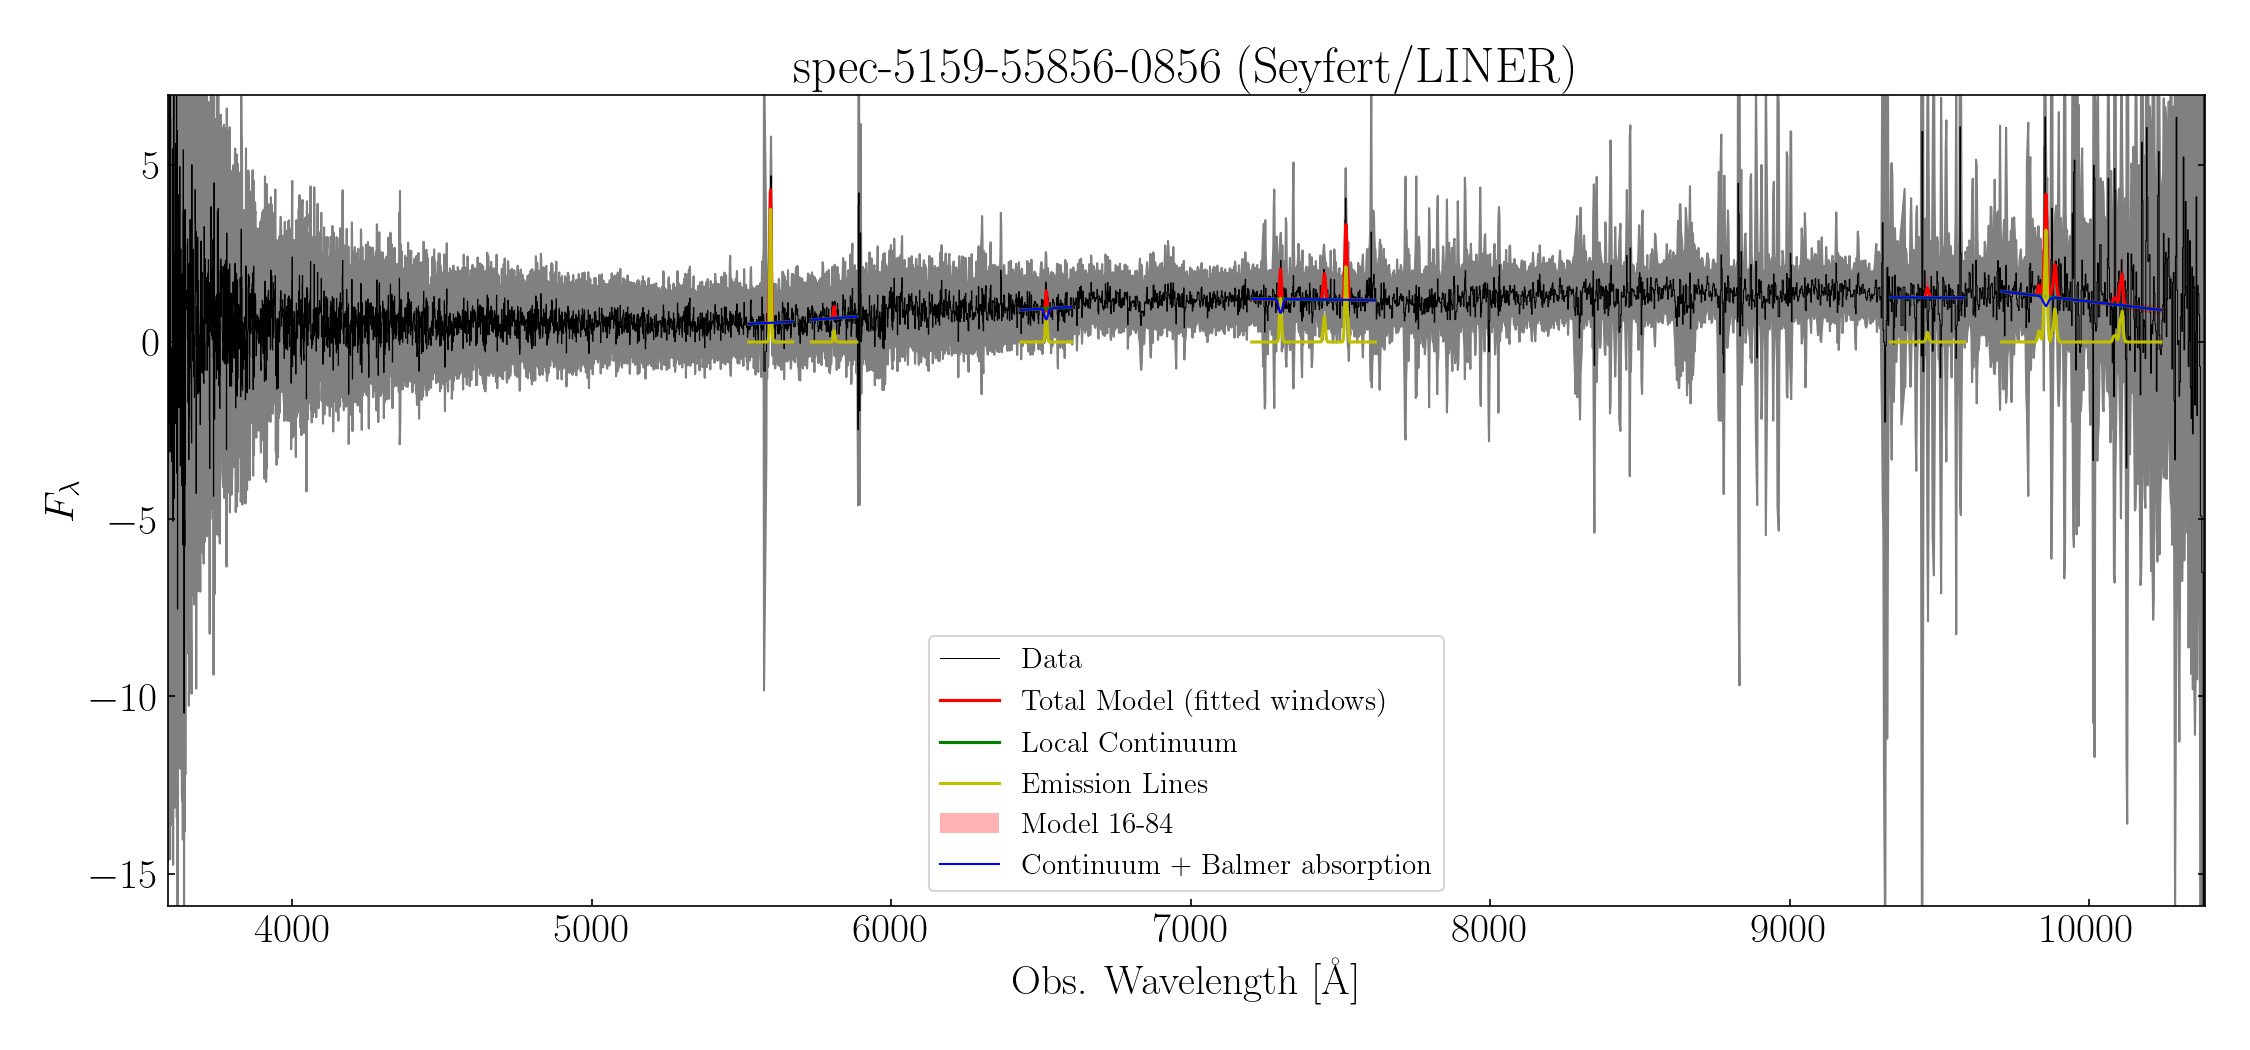 spec-5159-55856-0856 (Seyfert/LINER)
5
0
−5
−10
−15
F_λ
Data
Total Model (fitted windows)
Local Continuum
Emission Lines
Model 16-84
Continuum + Balmer absorption
4000 5000 6000 7000 8000 9000 10000
Obs. Wavelength [Å]